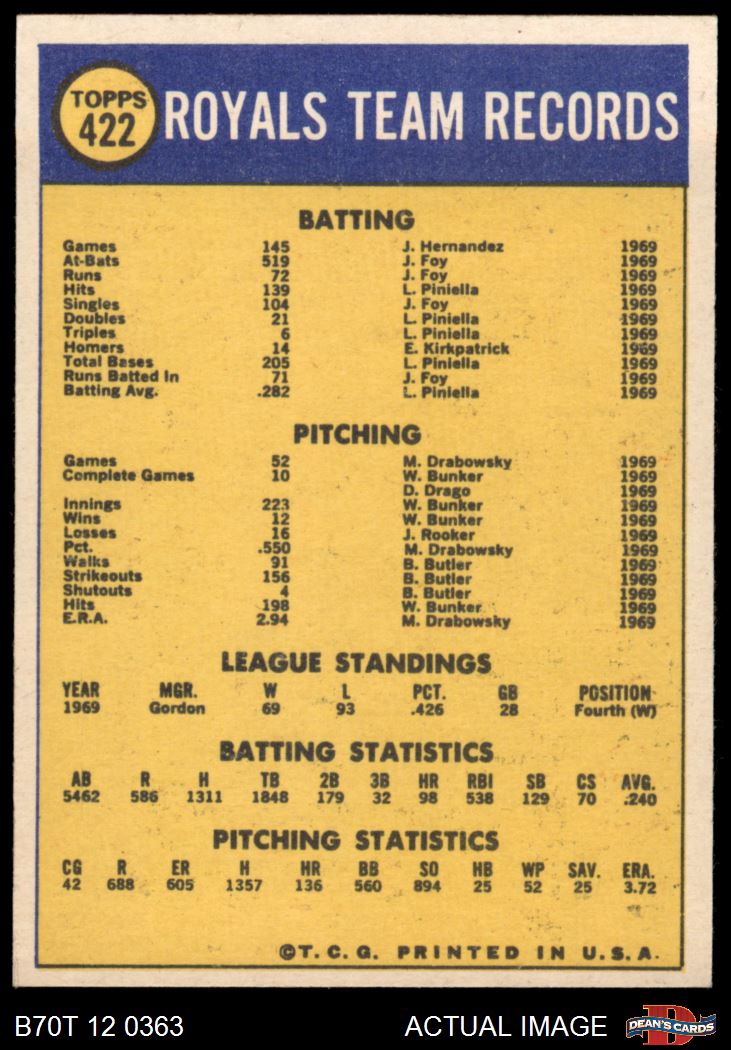 TOPPS
422
ROYALS TEAM RECORDS
BATTING
Games 145 J. Hernandez 1969
At-Bats 519 J. Foy 1969
Runs 72 J. Foy 1969
Hits 139 L. Piniella 1969
Singles 104 J. Foy 1969
Doubles 21 L. Piniella 1969
Triples 6 L. Piniella 1969
Homers 14 E. Kirkpatrick 1969
Total Bases 205 L. Piniella 1969
Runs Batted In 71 J. Foy 1969
Batting Avg. .282 L. Piniella 1969
PITCHING
Games 52 M. Drabowsky 1969
Complete Games 10 W. Bunker 1969
D. Drago 1969
Innings 223 W. Bunker 1969
Wins 12 W. Bunker 1969
Losses 16 J. Rooker 1969
Pct. .550 M. Drabowsky 1969
Walks 91 B. Butler 1969
Strikeouts 156 B. Butler 1969
Shutouts 4 B. Butler 1969
Hits 198 W. Bunker 1969
E.R.A. 2.94 M. Drabowsky 1969
LEAGUE STANDINGS
YEAR MGR. W L PCT. GB POSITION
1969 Gordon 69 93 .426 28 Fourth (W)
BATTING STATISTICS
AB R H TB 2B 3B HR RBI SB CS AVG.
5462 586 1311 1848 179 32 98 538 129 70 .240
PITCHING STATISTICS
CG R ER H HR BB SO HB WP SAV. ERA.
42 688 605 1357 136 560 894 25 52 25 3.72
©T.C.G. PRINTED IN U.S.A.
B70T 12 0363 ACTUAL IMAGE
D
DEAN'S CARDS